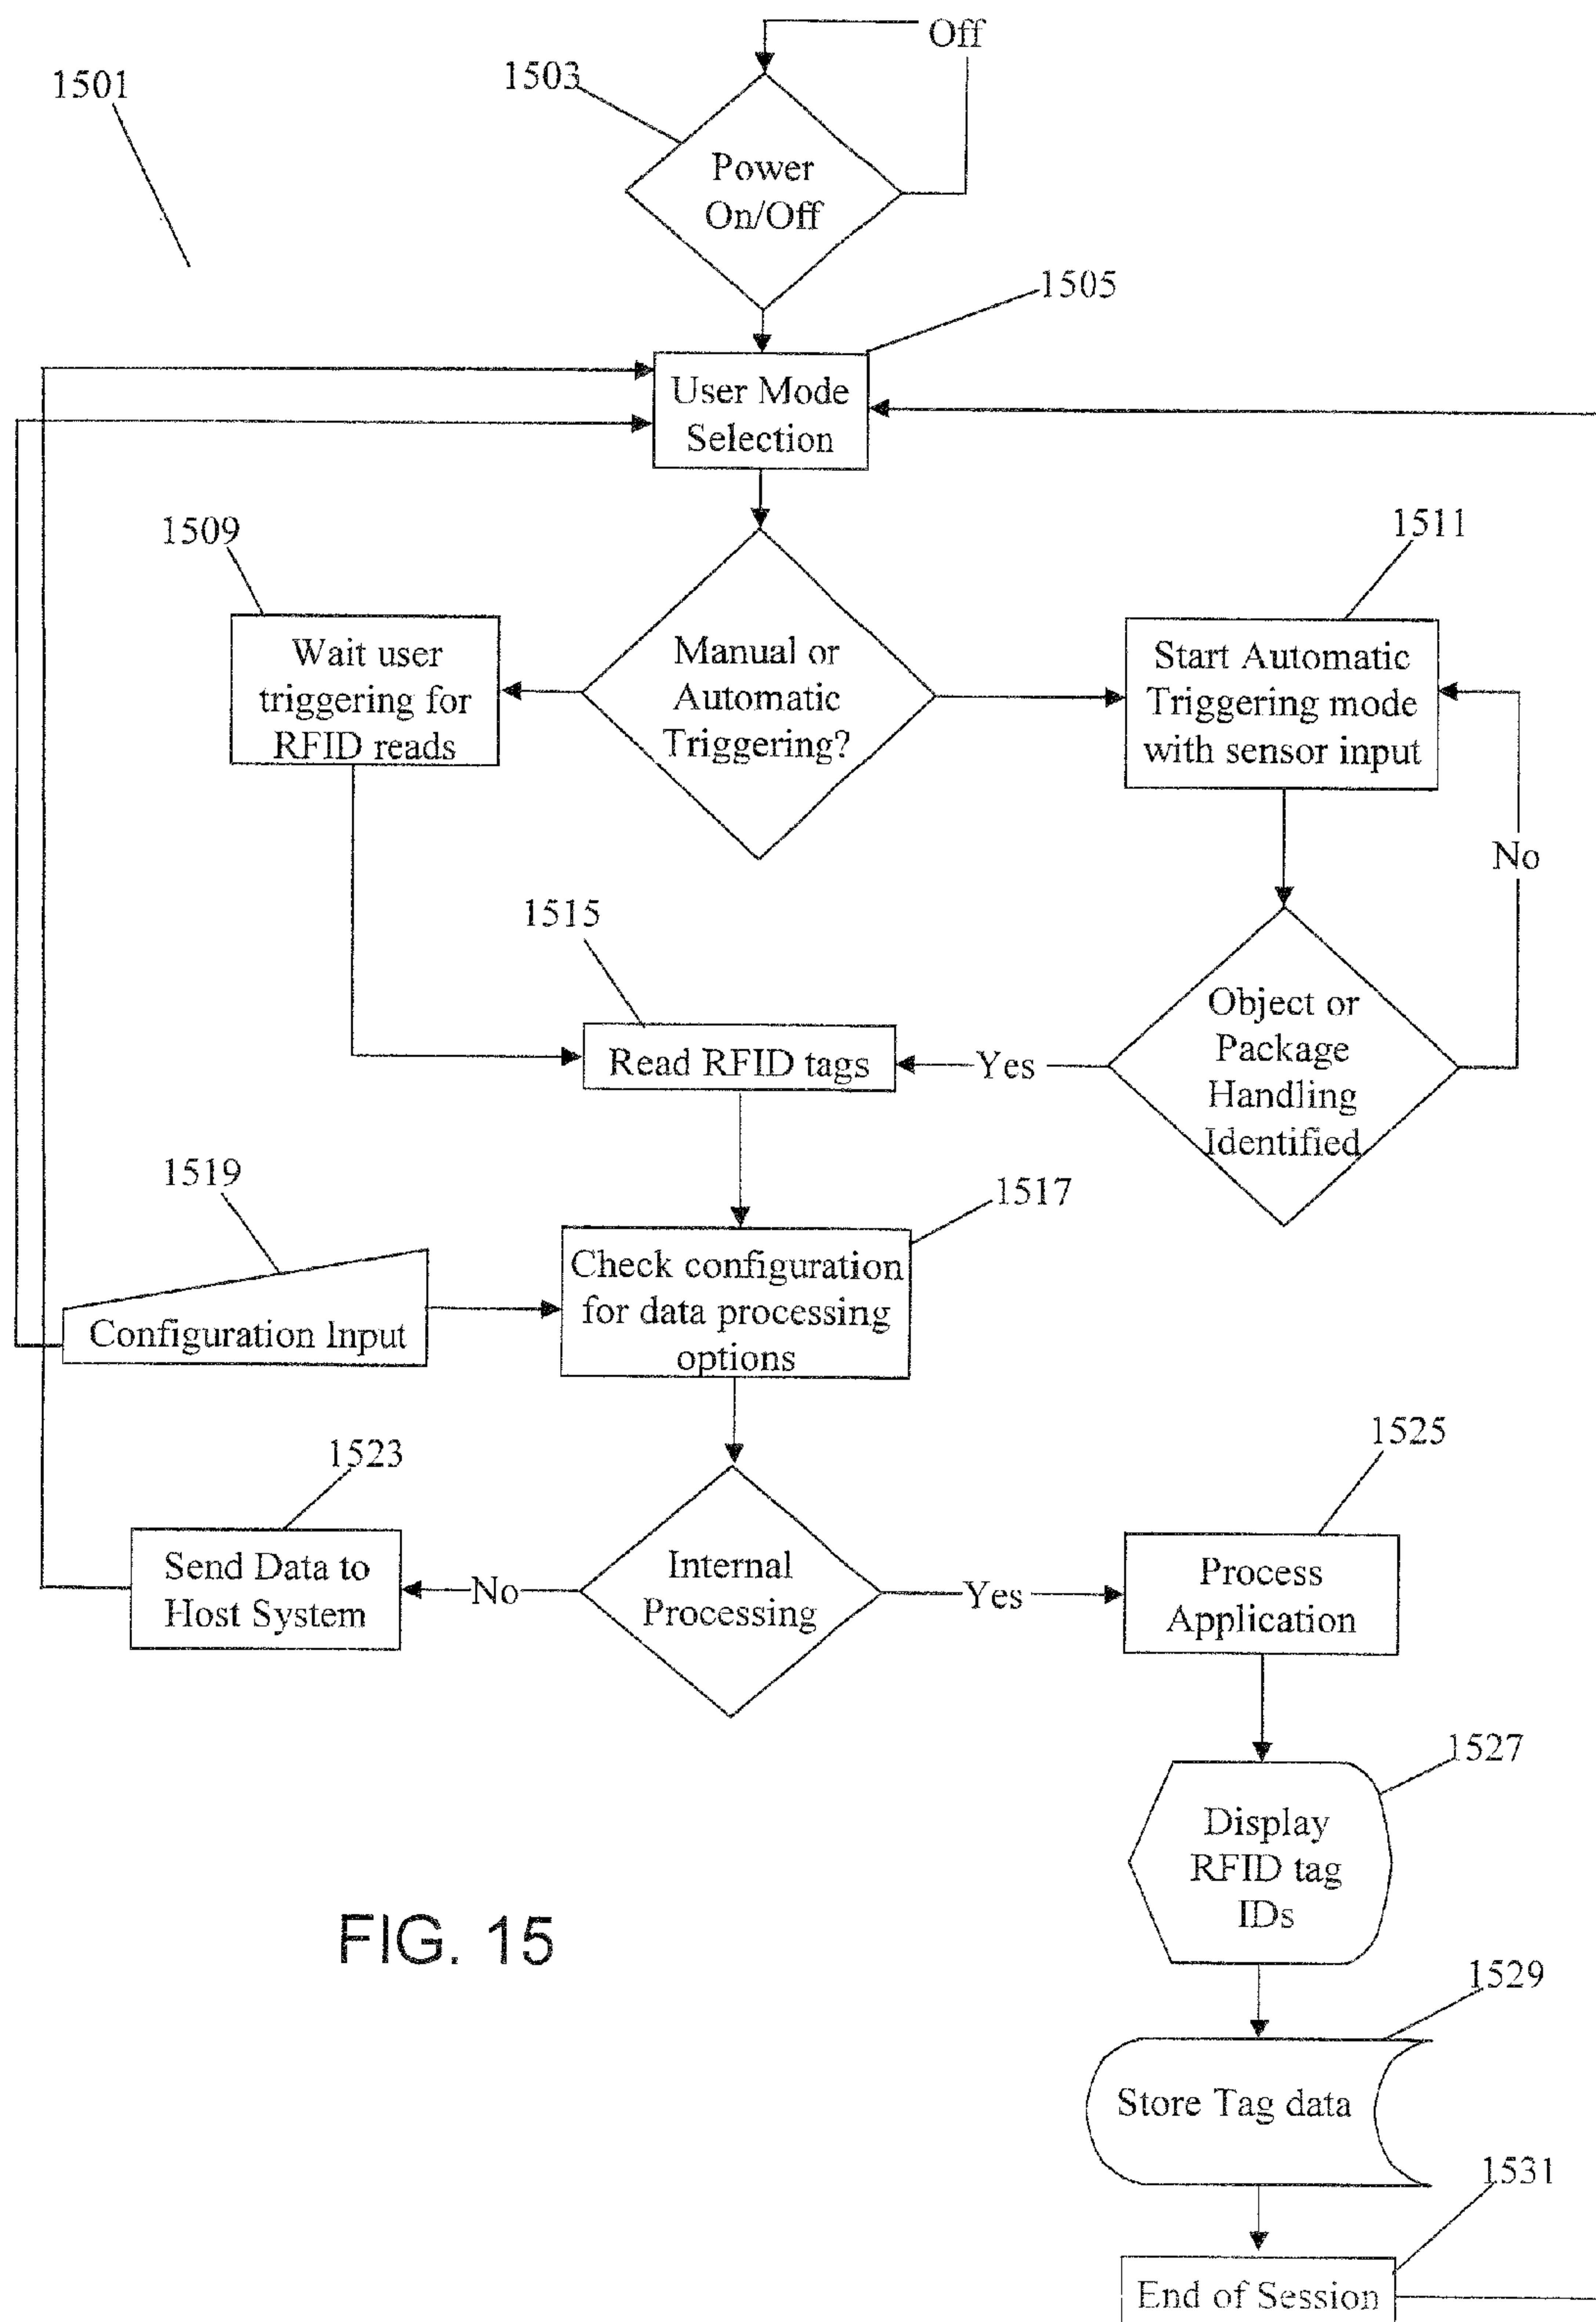 Off
1503
1501
Power
On/Off
1505
User Mode
Selection
1509
1511
Wait user
triggering for
RFID reads
Manual or
Automatic
Triggering?
Start Automatic
Triggering mode
with sensor input
No
1515
Object or
Package
Handling
Identified
Read RFID tags
Yes
1519
1517
Configuration Input
Check configuration
for data processing
options
1523
1525
Send Data to
Host System
No
Internal
Processing
Yes
Process
Application
1527
Display
RFID tag
IDs
FIG. 15
1529
Store Tag data
1531
End of Session